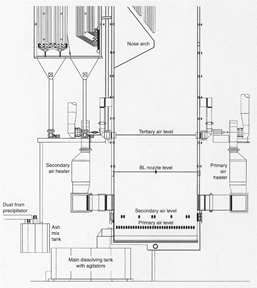 Nose arch
Tertiary air level
Secondary
air heater
Primary
air
heater
BL nozzle level
Secondary air level
Primary air level
Dust from
precipitator
Ash
mix
tank
Main dissolving tank
with agitators